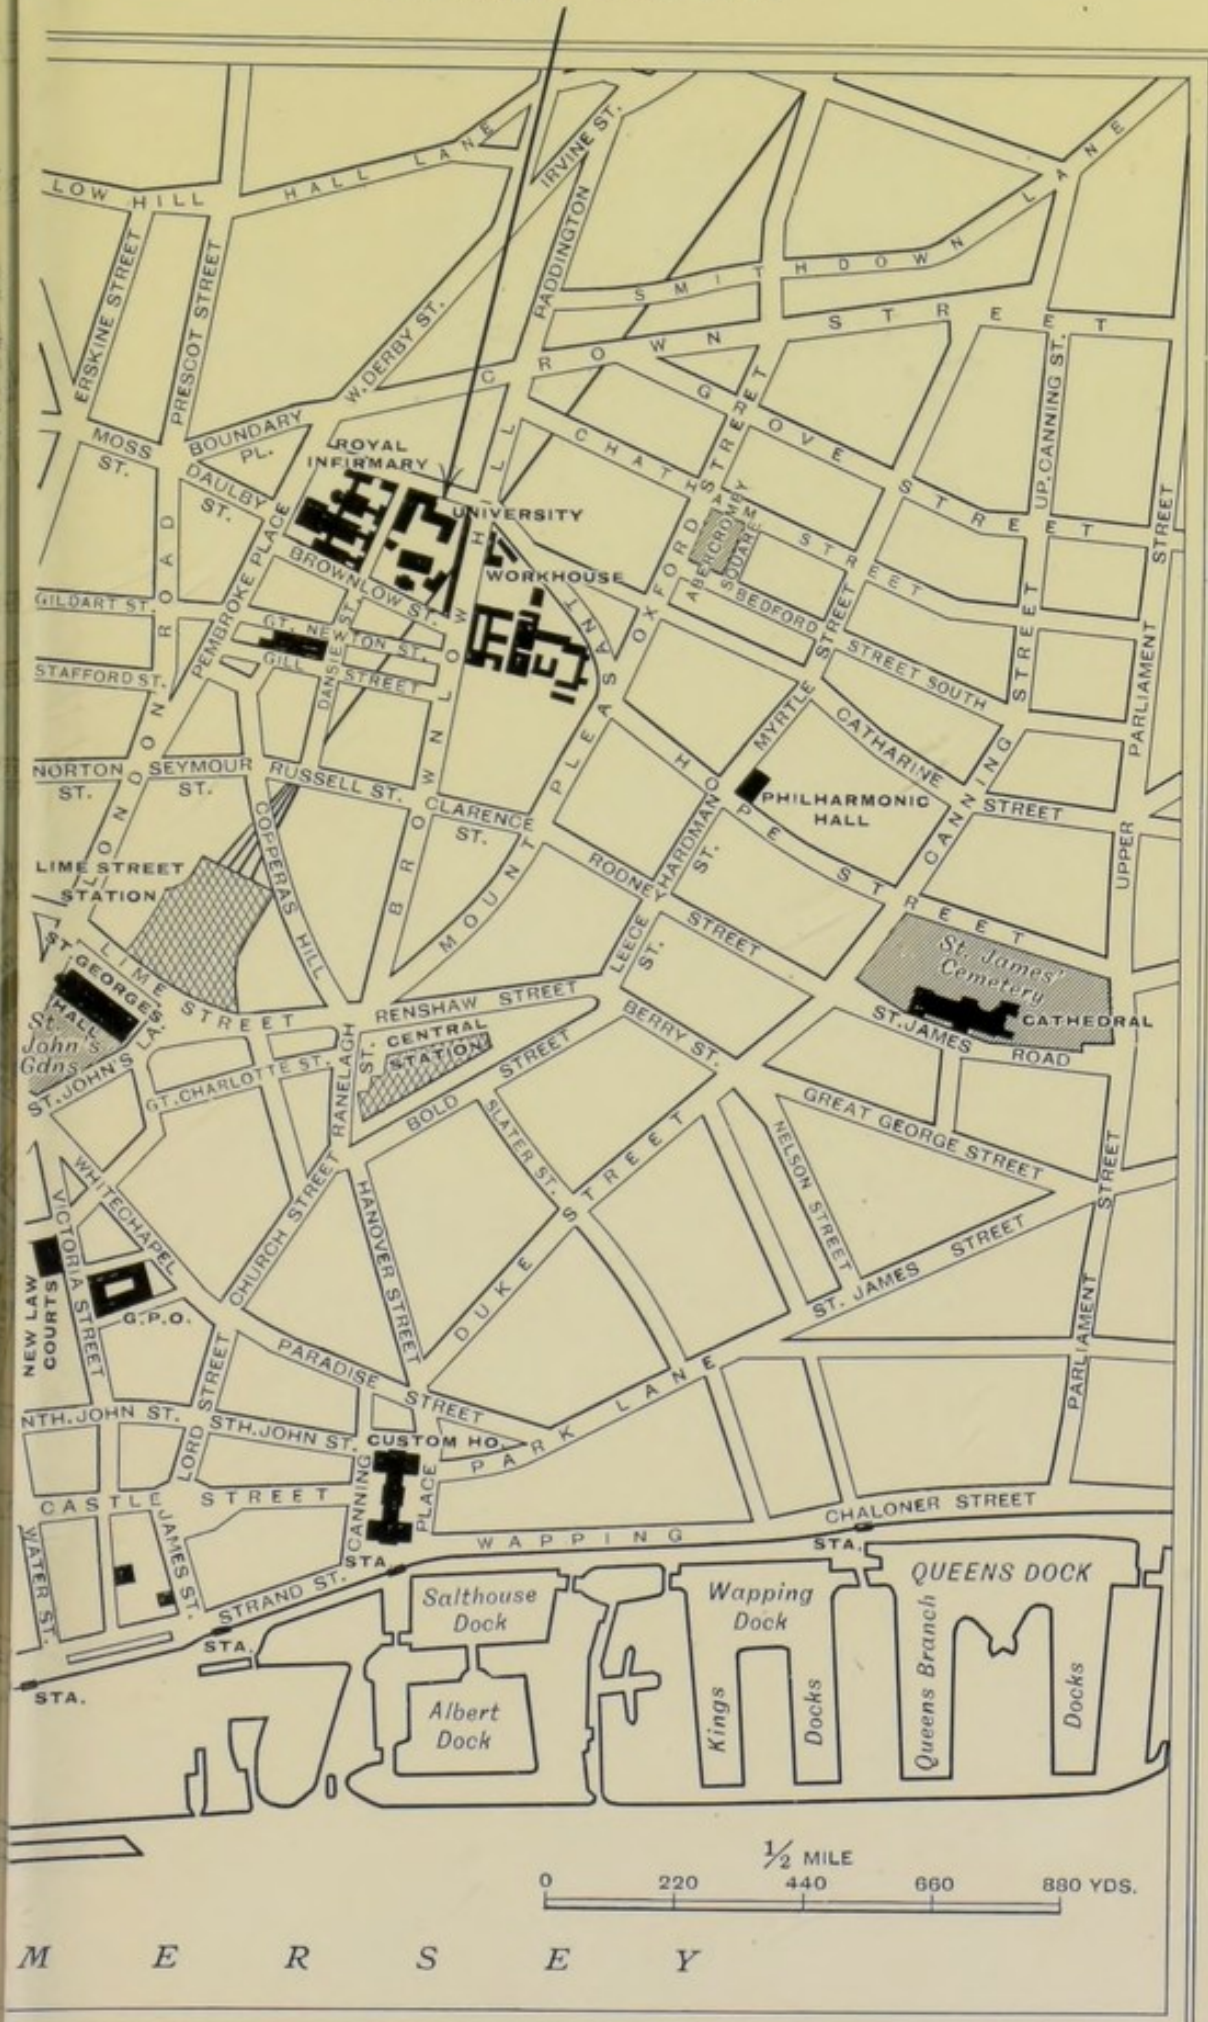 LOW HILL
HALL LANE
IRVINE ST.
PADDINGTON
SMITHDOWN LANE
ERSKINE STREET
PRESCOT STREET
W. DERBY ST.
CROWN STREET
UP. CANNING ST.
MOSS
ST.
BOUNDARY
PL.
DAULBY
ST.
ROYAL
INFIRMARY
UNIVERSITY
WORKHOUSE
CHATHAM STREET
GROVE STREET
OXFORD STREET
ABERCROMBY
SQUARE
BEDFORD STREET SOUTH
GILDART ST.
STAFFORD ST.
LONDON ROAD
PEMBROKE PLACE
BROWNLOW ST.
GT. NEWTON ST.
GILL STREET
DANSIE ST.
BROWNLOW HILL
MOUNT PLEASANT
NORTON
ST.
SEYMOUR
ST.
RUSSELL ST.
CLARENCE
ST.
COPPERAS HILL
HOPE STREET
MYRTLE STREET
CATHARINE STREET
CANNING STREET
UPPER PARLIAMENT STREET
PHILHARMONIC
HALL
HARDMAN
ST.
RODNEY STREET
LEECE
ST.
LIME STREET
STATION
LIME STREET
ST GEORGES
HALL
St.
John's
Gdns
ST. JOHN'S LA.
RENSHAW STREET
CENTRAL
STATION
RANELAGH
ST.
GT. CHARLOTTE ST.
BOLD STREET
BERRY ST.
St. James'
Cemetery
CATHEDRAL
ST. JAMES ROAD
GREAT GEORGE STREET
NELSON STREET
ST. JAMES STREET
PARLIAMENT STREET
SLATER ST.
DUKE STREET
HANOVER STREET
CHURCH STREET
WHITECHAPEL
VICTORIA STREET
NEW LAW
COURTS
G.P.O.
PARADISE STREET
LORD STREET
NTH. JOHN ST.
STH. JOHN ST.
CUSTOM HO.
PARK LANE
CASTLE STREET
CANNING PLACE
JAMES ST.
WATER ST.
STRAND ST.
WAPPING
CHALONER STREET
STA.
STA.
STA.
STA.
Salthouse
Dock
Albert
Dock
Wapping
Dock
Kings Docks
QUEENS DOCK
Queens Branch Docks
1/2 MILE
0 220 440 660 880 YDS.
MERSEY